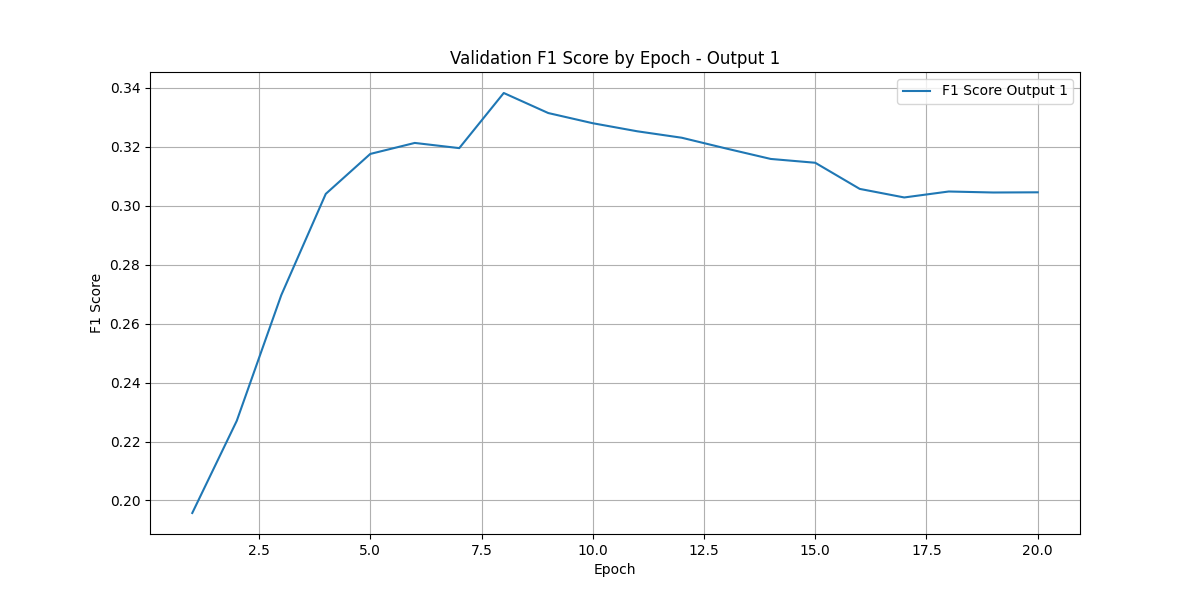 Validation F1 Score by Epoch - Output 1
F1 Score Output 1
F1 Score
0.34
0.32
0.30
0.28
0.26
0.24
0.22
0.20
2.5 5.0 7.5 10.0 12.5 15.0 17.5 20.0
Epoch